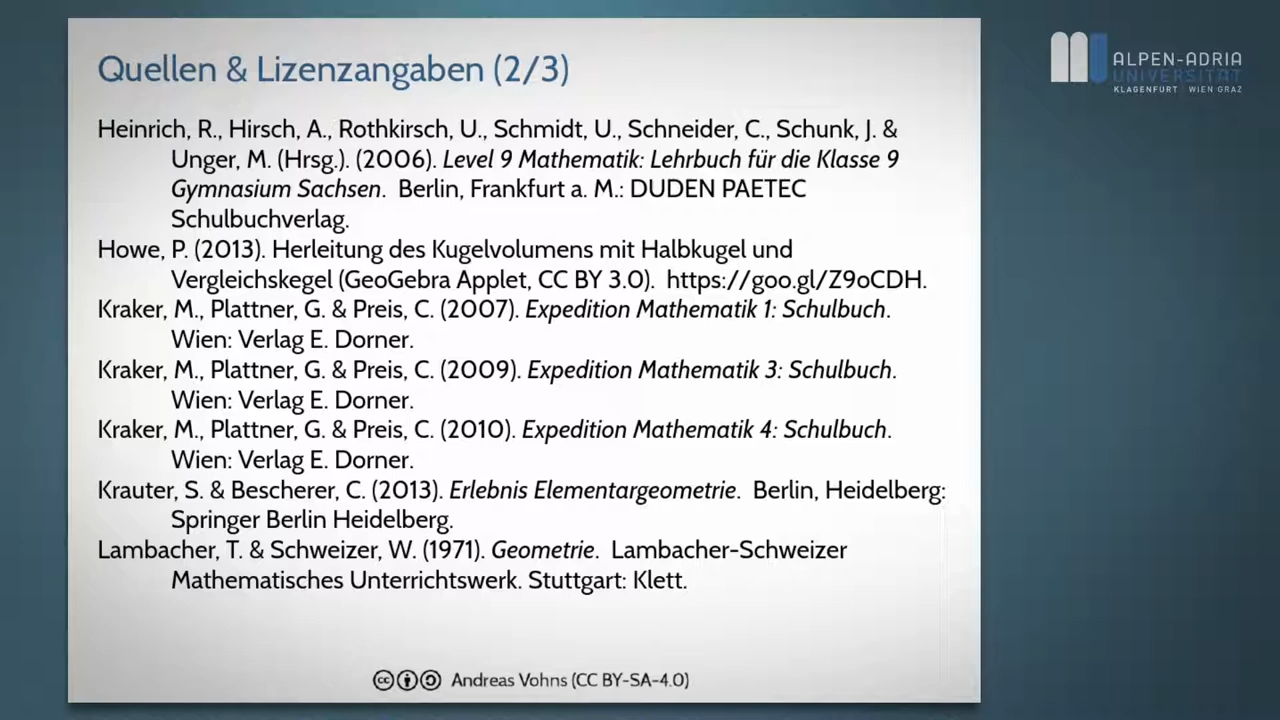 Quellen & Lizenzangaben (2/3)
Heinrich, R., Hirsch, A., Rothkirsch, U., Schmidt, U., Schneider, C., Schunk, J. &
Unger, M. (Hrsg.). (2006). Level 9 Mathematik: Lehrbuch für die Klasse 9
Gymnasium Sachsen. Berlin, Frankfurt a. M.: DUDEN PAETEC
Schulbuchverlag.
Howe, P. (2013). Herleitung des Kugelvolumens mit Halbkugel und
Vergleichskegel (GeoGebra Applet, CC BY 3.0). https://goo.gl/Z9oCDH.
Kraker, M., Plattner, G. & Preis, C. (2007). Expedition Mathematik 1: Schulbuch.
Wien: Verlag E. Dorner.
Kraker, M., Plattner, G. & Preis, C. (2009). Expedition Mathematik 3: Schulbuch.
Wien: Verlag E. Dorner.
Kraker, M., Plattner, G. & Preis, C. (2010). Expedition Mathematik 4: Schulbuch.
Wien: Verlag E. Dorner.
Krauter, S. & Bescherer, C. (2013). Erlebnis Elementargeometrie. Berlin, Heidelberg:
Springer Berlin Heidelberg.
Lambacher, T. & Schweizer, W. (1971). Geometrie. Lambacher-Schweizer
Mathematisches Unterrichtswerk. Stuttgart: Klett.
Andreas Vohns (CC BY-SA-4.0)
ALPEN-ADRIA
UNIVERSITÄT
KLAGENFURT WIEN GRAZ